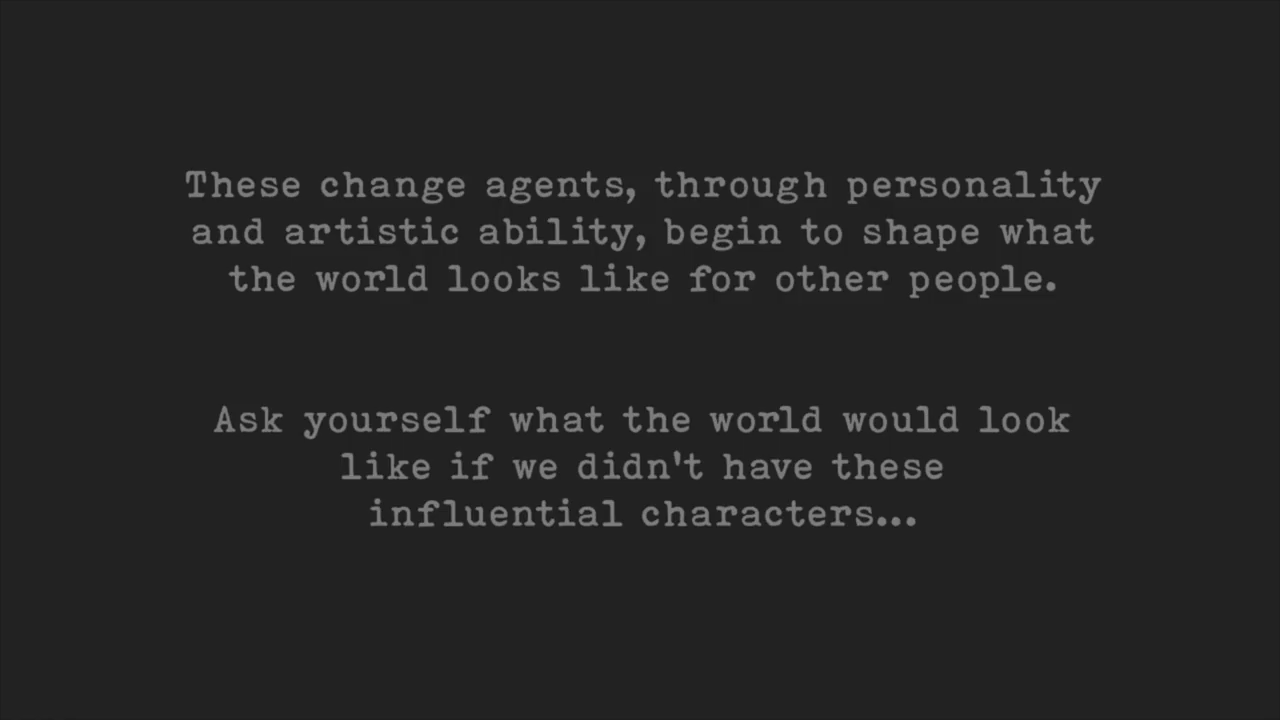 These change agents, through personality
and artistic ability, begin to shape what
the world looks like for other people.
Ask yourself what the world would look
like if we didn't have these
influential characters...